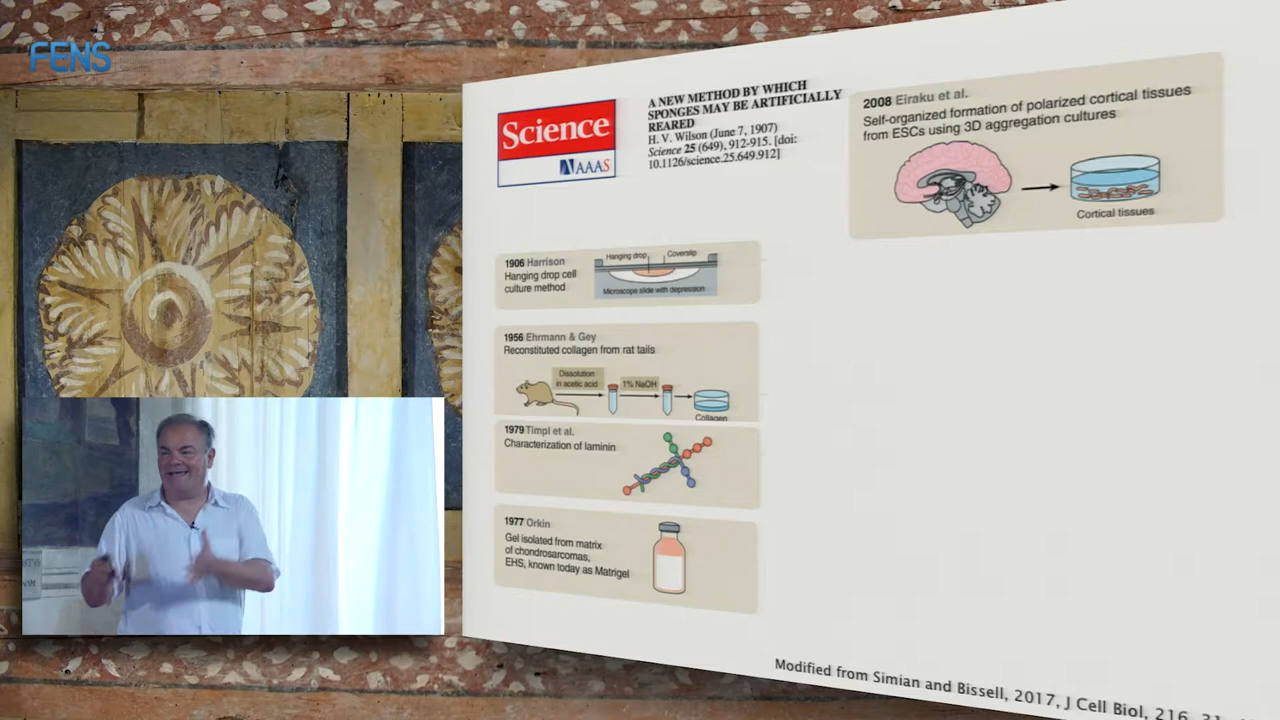 FENS
Science
AAAS
A NEW METHOD BY WHICH
SPONGES MAY BE ARTIFICIALLY
REARED
H. V. Wilson (June 7, 1907)
Science 25 (649), 912-915. [doi:
10.1126/science.25.649.912]
2008 Eiraku et al.
Self-organized formation of polarized cortical tissues
from ESCs using 3D aggregation cultures
Cortical tissues
1906 Harrison
Hanging drop cell
culture method
Hanging drop
Coverslip
Microscope slide with depression
1956 Ehrmann & Gey
Reconstituted collagen from rat tails
Dissolution
in acetic acid
1% NaOH
Collagen
1979 Timpl et al.
Characterization of laminin
1977 Orkin
Gel isolated from matrix
of chondrosarcomas,
EHS, known today as Matrigel
Modified from Simian and Bissell, 2017, J Cell Biol, 216, 31